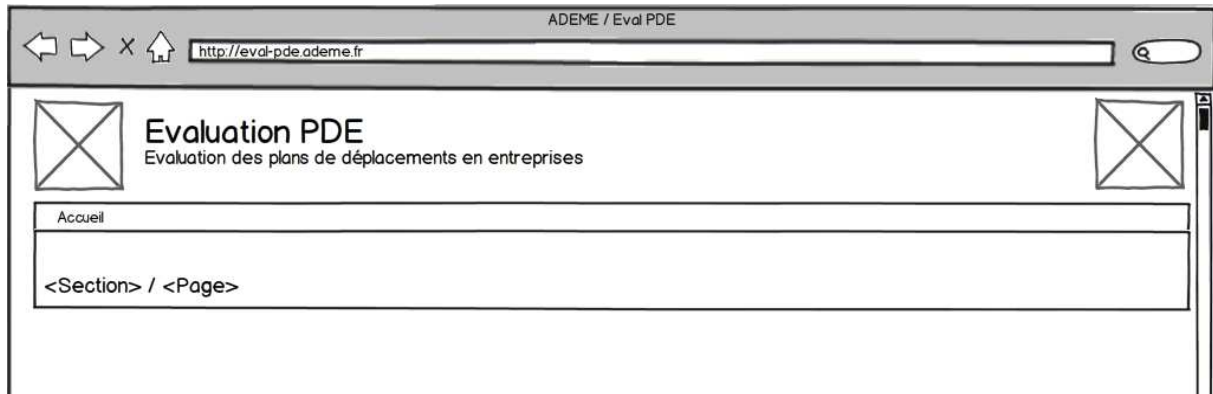 ADEME / Eval PDE
http://eval-pde.ademe.fr
Evaluation PDE
Evaluation des plans de déplacements en entreprises
Accueil
<Section> / <Page>